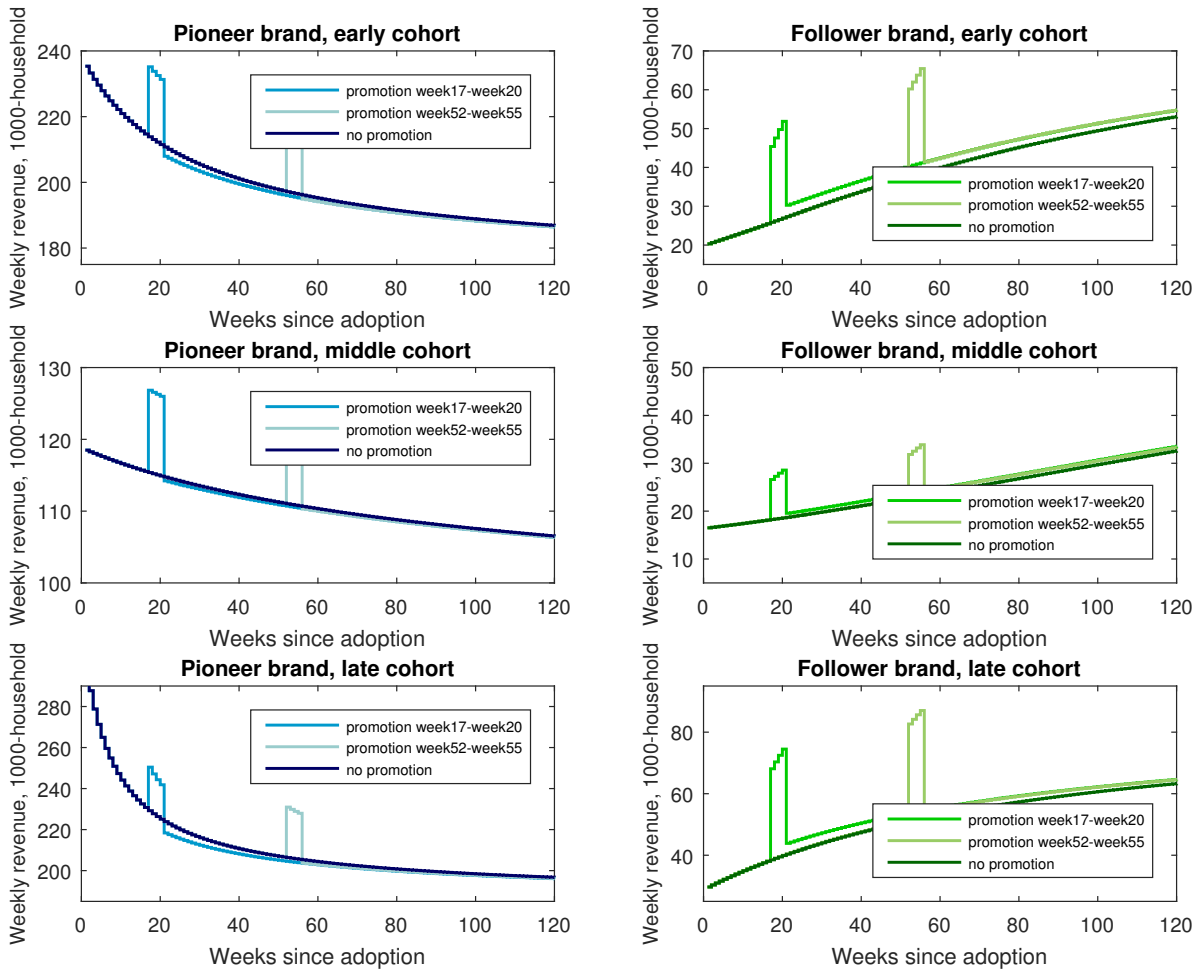 Pioneer brand, early cohort
Weekly revenue, 1000-household
240
220
200
180
promotion week17-week20
promotion week52-week55
no promotion
0 20 40 60 80 100 120
Weeks since adoption
Follower brand, early cohort
Weekly revenue, 1000-household
70
60
50
40
30
20
promotion week17-week20
promotion week52-week55
no promotion
0 20 40 60 80 100 120
Weeks since adoption
Pioneer brand, middle cohort
Weekly revenue, 1000-household
130
120
110
100
promotion week17-week20
promotion week52-week55
no promotion
0 20 40 60 80 100 120
Weeks since adoption
Follower brand, middle cohort
Weekly revenue, 1000-household
50
40
30
20
10
promotion week17-week20
promotion week52-week55
no promotion
0 20 40 60 80 100 120
Weeks since adoption
Pioneer brand, late cohort
Weekly revenue, 1000-household
280
260
240
220
200
promotion week17-week20
promotion week52-week55
no promotion
0 20 40 60 80 100 120
Weeks since adoption
Follower brand, late cohort
Weekly revenue, 1000-household
80
60
40
promotion week17-week20
promotion week52-week55
no promotion
0 20 40 60 80 100 120
Weeks since adoption